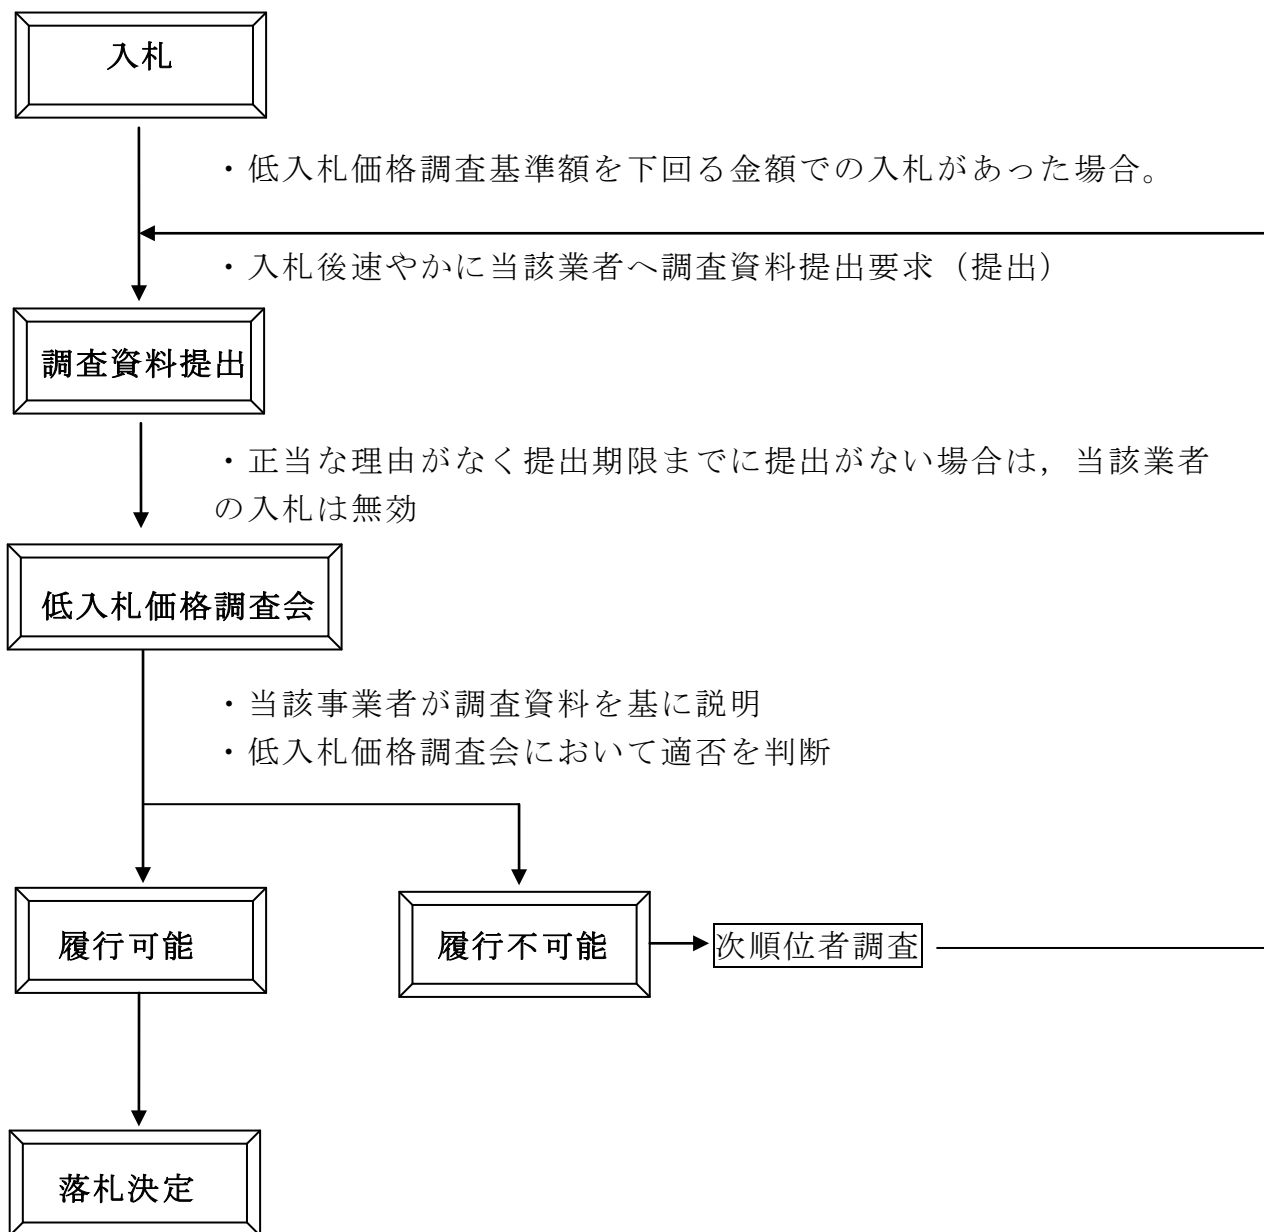 入札
・低入札価格調査基準額を下回る金額での入札があった場合。
・入札後速やかに当該業者へ調査資料提出要求（提出）
調査資料提出
・正当な理由がなく提出期限までに提出がない場合は，当該業者
の入札は無効
低入札価格調査会
・当該事業者が調査資料を基に説明
・低入札価格調査会において適否を判断
履行可能
履行不可能
次順位者調査
落札決定